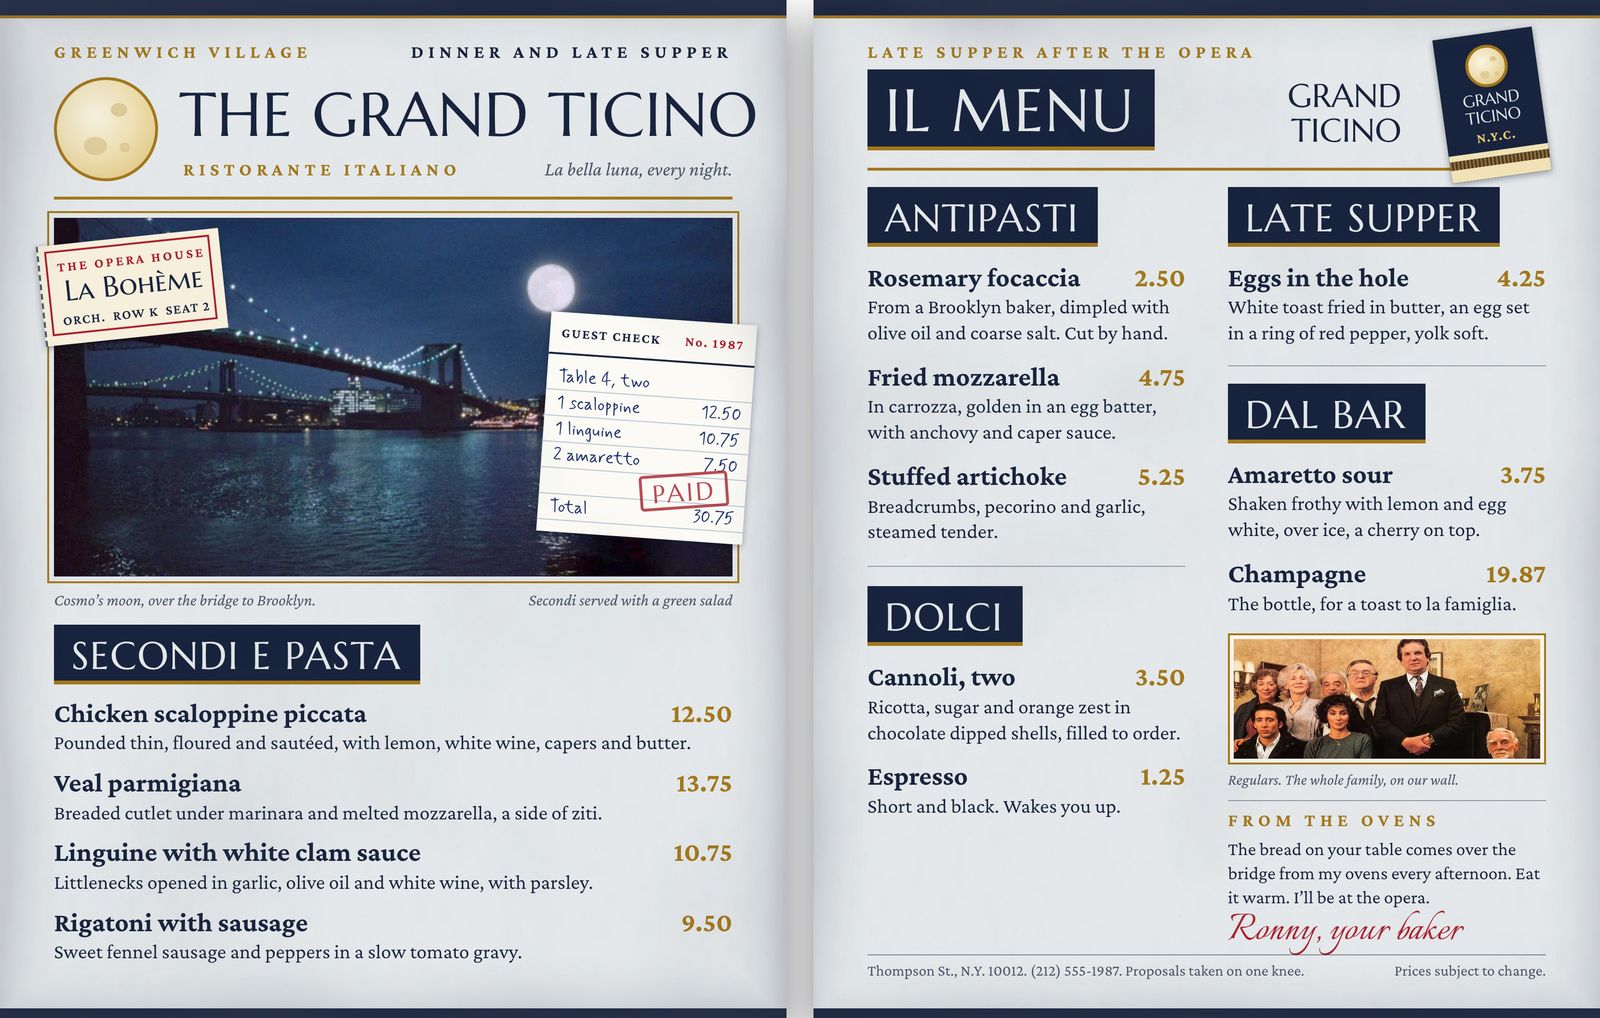 GREENWICH VILLAGE
DINNER AND LATE SUPPER
THE GRAND TICINO
RISTORANTE ITALIANO
La bella luna, every night.
THE OPERA HOUSE
LA BOHÈME
ORCH. ROW K SEAT 2
GUEST CHECK No. 1987
Table 4, two
1 scaloppine 12.50
1 linguine 10.75
2 amaretto 7.50
PAID
Total 30.75
Cosmo’s moon, over the bridge to Brooklyn.
Secondi served with a green salad
SECONDI E PASTA
Chicken scaloppine piccata 12.50
Pounded thin, floured and sautéed, with lemon, white wine, capers and butter.
Veal parmigiana 13.75
Breaded cutlet under marinara and melted mozzarella, a side of ziti.
Linguine with white clam sauce 10.75
Littlenecks opened in garlic, olive oil and white wine, with parsley.
Rigatoni with sausage 9.50
Sweet fennel sausage and peppers in a slow tomato gravy.
LATE SUPPER AFTER THE OPERA
IL MENU
GRAND
TICINO
GRAND
TICINO
N.Y.C.
ANTIPASTI
Rosemary focaccia 2.50
From a Brooklyn baker, dimpled with
olive oil and coarse salt. Cut by hand.
Fried mozzarella 4.75
In carrozza, golden in an egg batter,
with anchovy and caper sauce.
Stuffed artichoke 5.25
Breadcrumbs, pecorino and garlic,
steamed tender.
DOLCI
Cannoli, two 3.50
Ricotta, sugar and orange zest in
chocolate dipped shells, filled to order.
Espresso 1.25
Short and black. Wakes you up.
LATE SUPPER
Eggs in the hole 4.25
White toast fried in butter, an egg set
in a ring of red pepper, yolk soft.
DAL BAR
Amaretto sour 3.75
Shaken frothy with lemon and egg
white, over ice, a cherry on top.
Champagne 19.87
The bottle, for a toast to la famiglia.
Regulars. The whole family, on our wall.
FROM THE OVENS
The bread on your table comes over the
bridge from my ovens every afternoon. Eat
it warm. I’ll be at the opera.
Ronny, your baker
Thompson St., N.Y. 10012. (212) 555-1987. Proposals taken on one knee.
Prices subject to change.